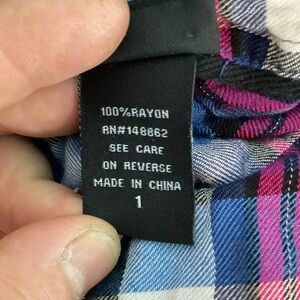 100%RAYON
RN#148862
SEE CARE
ON REVERSE
MADE IN CHINA
1